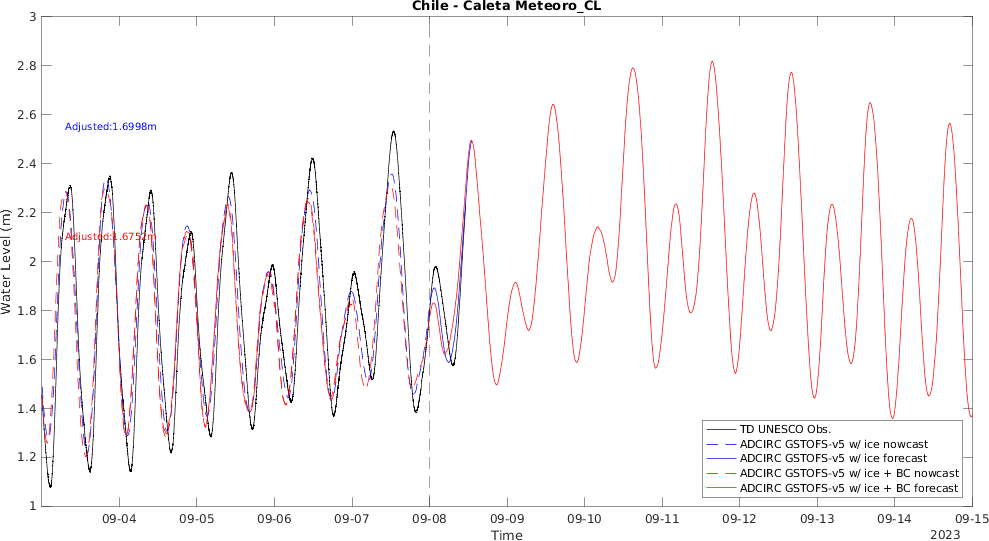 Chile - Caleta Meteoro_CL
3
2.8
2.6
2.4
2.2
2
1.8
1.6
1.4
1.2
1
Water Level (m)
Adjusted:1.6998m
Adjusted:1.6752m
TD UNESCO Obs.
ADCIRC GSTOFS-v5 w/ ice nowcast
ADCIRC GSTOFS-v5 w/ ice forecast
ADCIRC GSTOFS-v5 w/ ice + BC nowcast
ADCIRC GSTOFS-v5 w/ ice + BC forecast
09-04 09-05 09-06 09-07 09-08 09-09 09-10 09-11 09-12 09-13 09-14 09-15
Time
2023